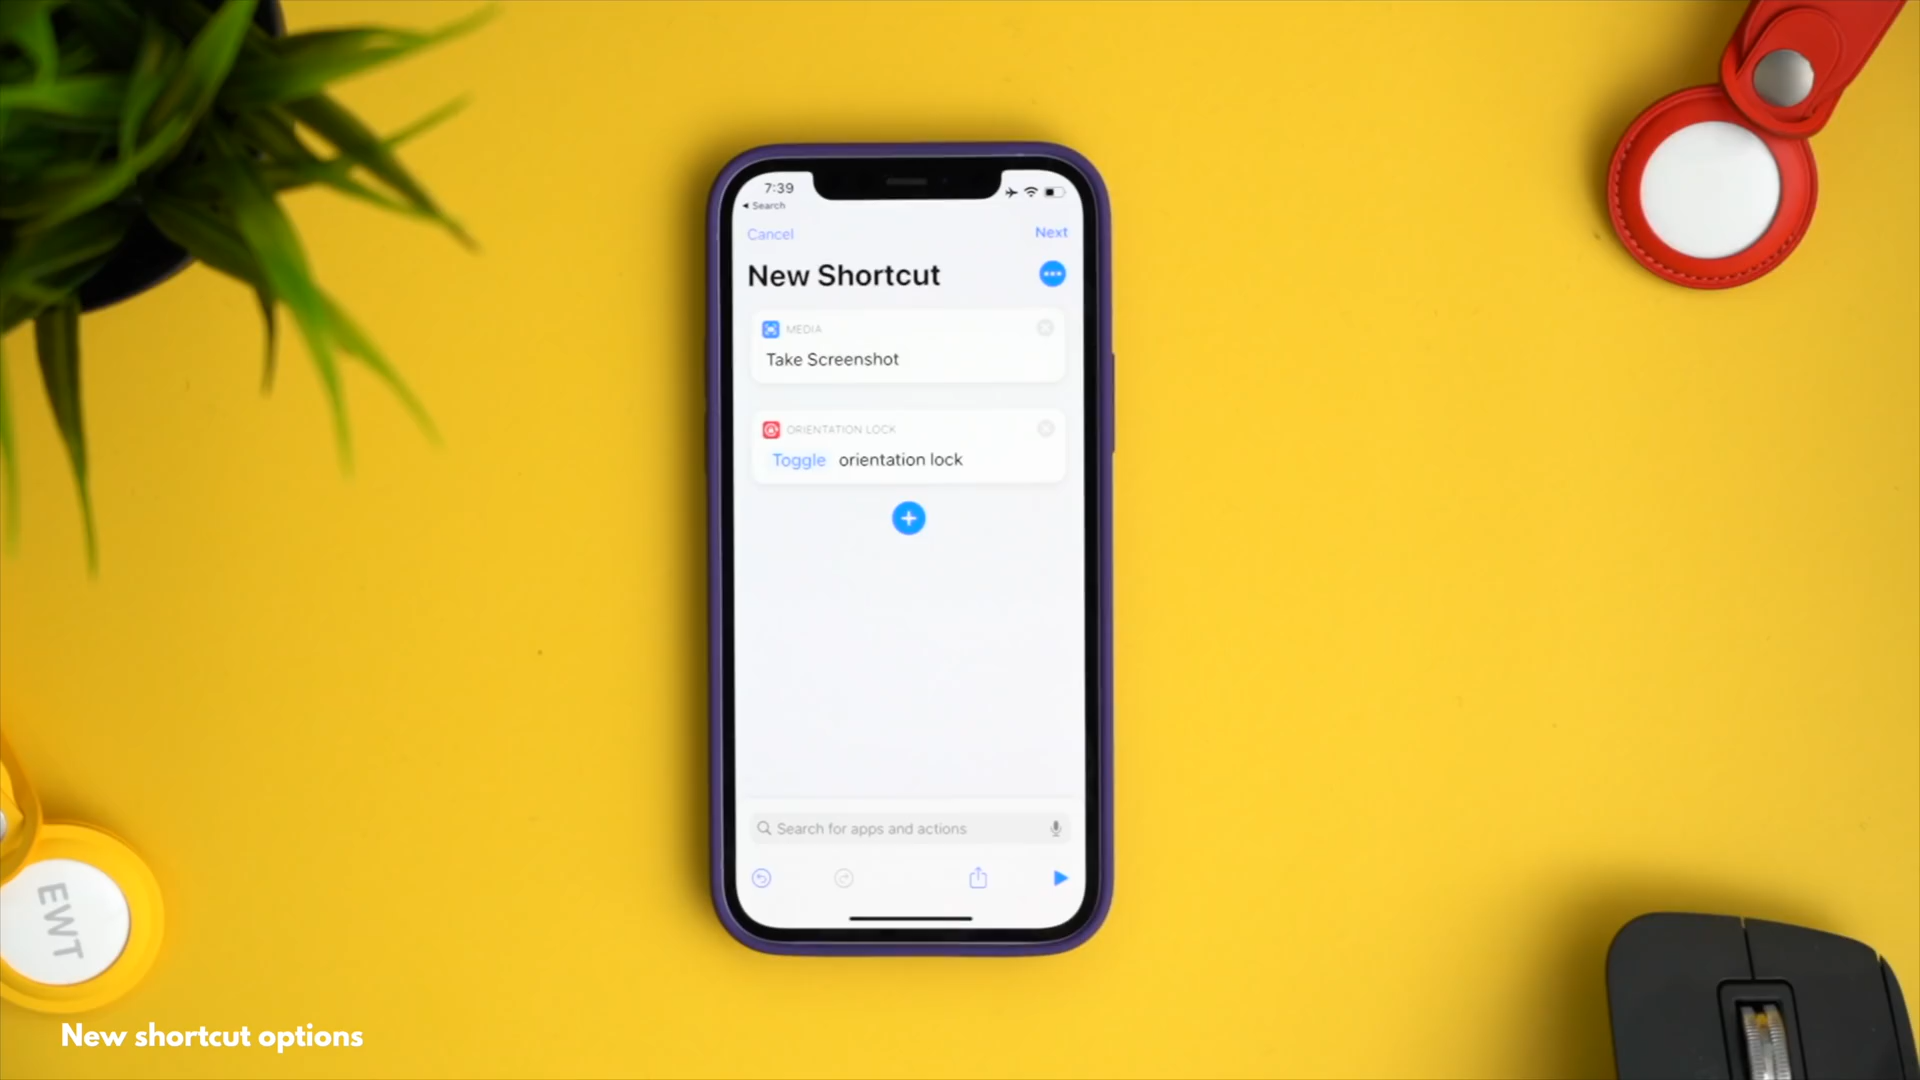 7:39
◀ Search
Cancel
Next
New Shortcut
MEDIA
Take Screenshot
ORIENTATION LOCK
Toggle orientation lock
Search for apps and actions
EWT
New shortcut options